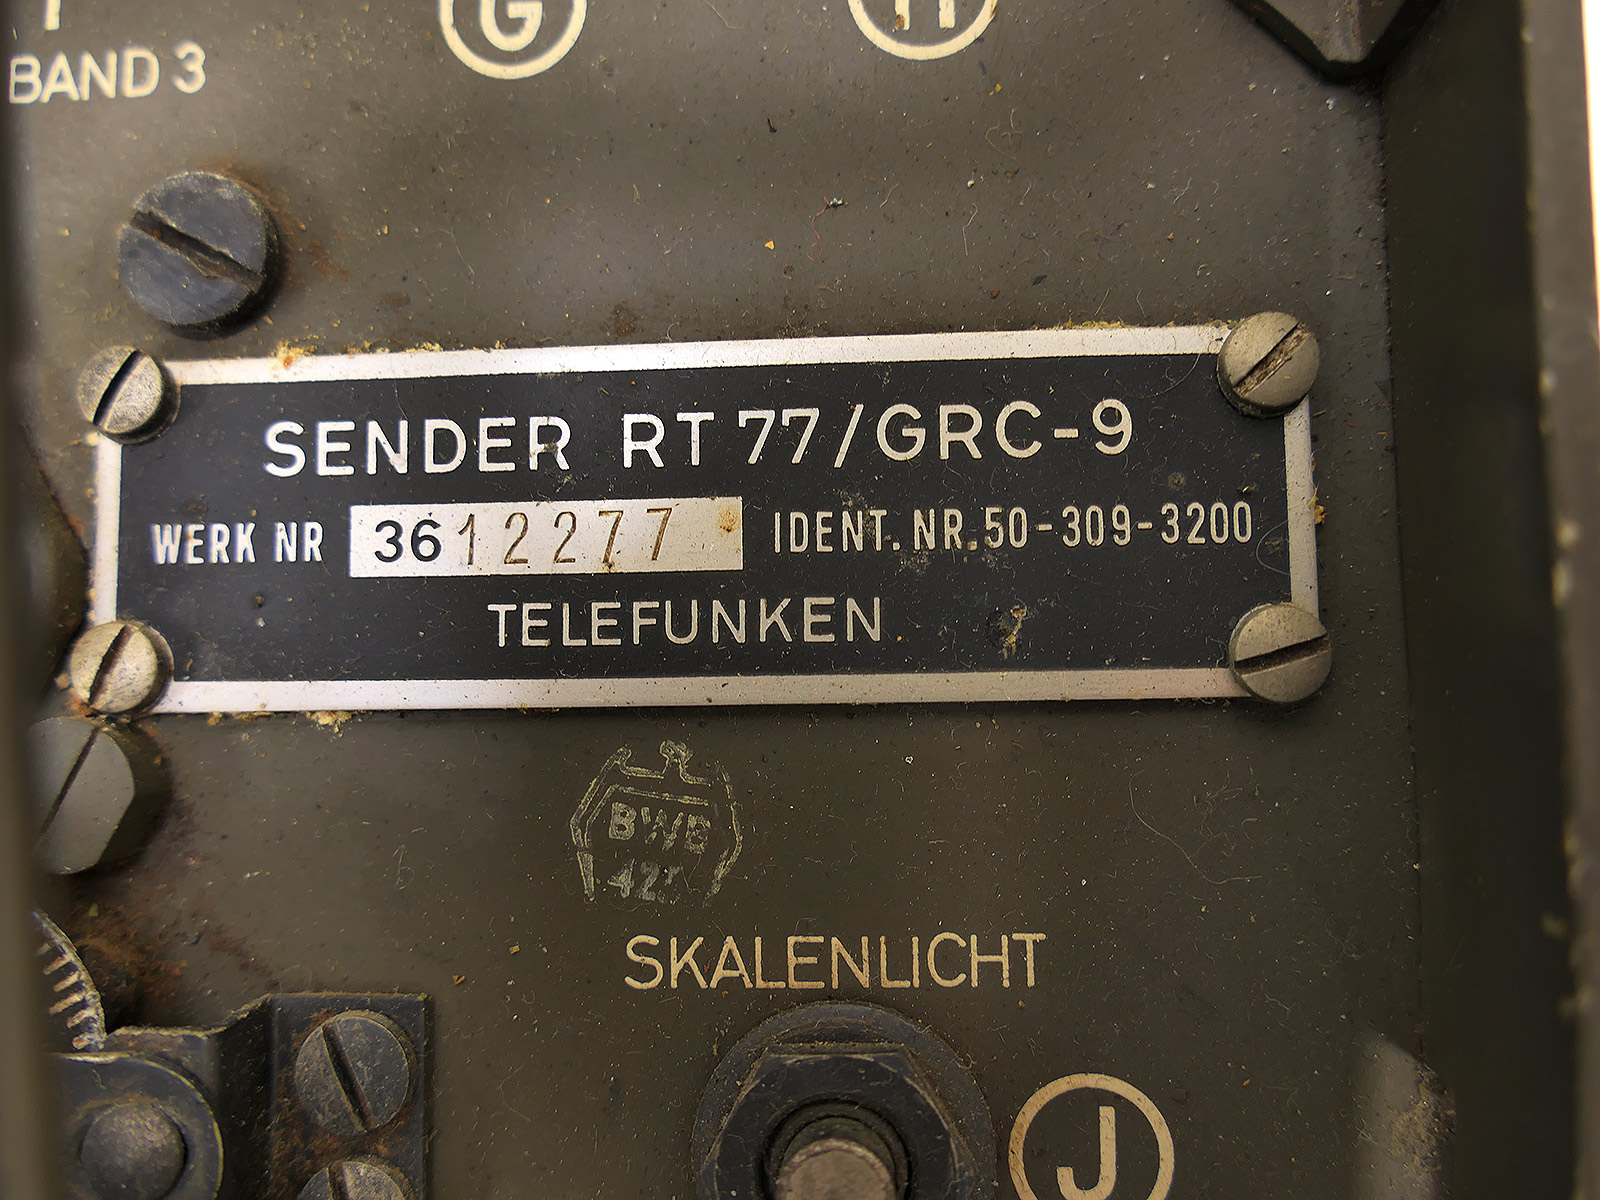 BAND 3
G
H
SENDER RT 77/GRC-9
WERK NR 3612277 IDENT. NR. 50-309-3200
TELEFUNKEN
BWB
SKALENLICHT
J